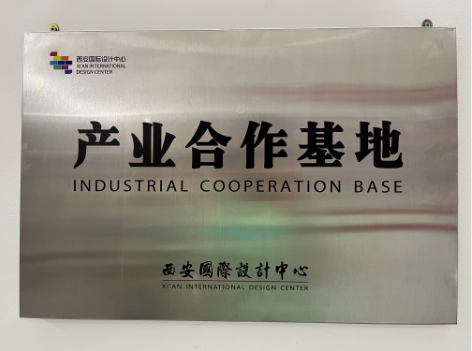 西安国际设计中心
XI'AN INTERNATIONAL
DESIGN CENTER
产业合作基地
INDUSTRIAL COOPERATION BASE
西安國際設計中心
XI'AN INTERNATIONAL DESIGN CENTER